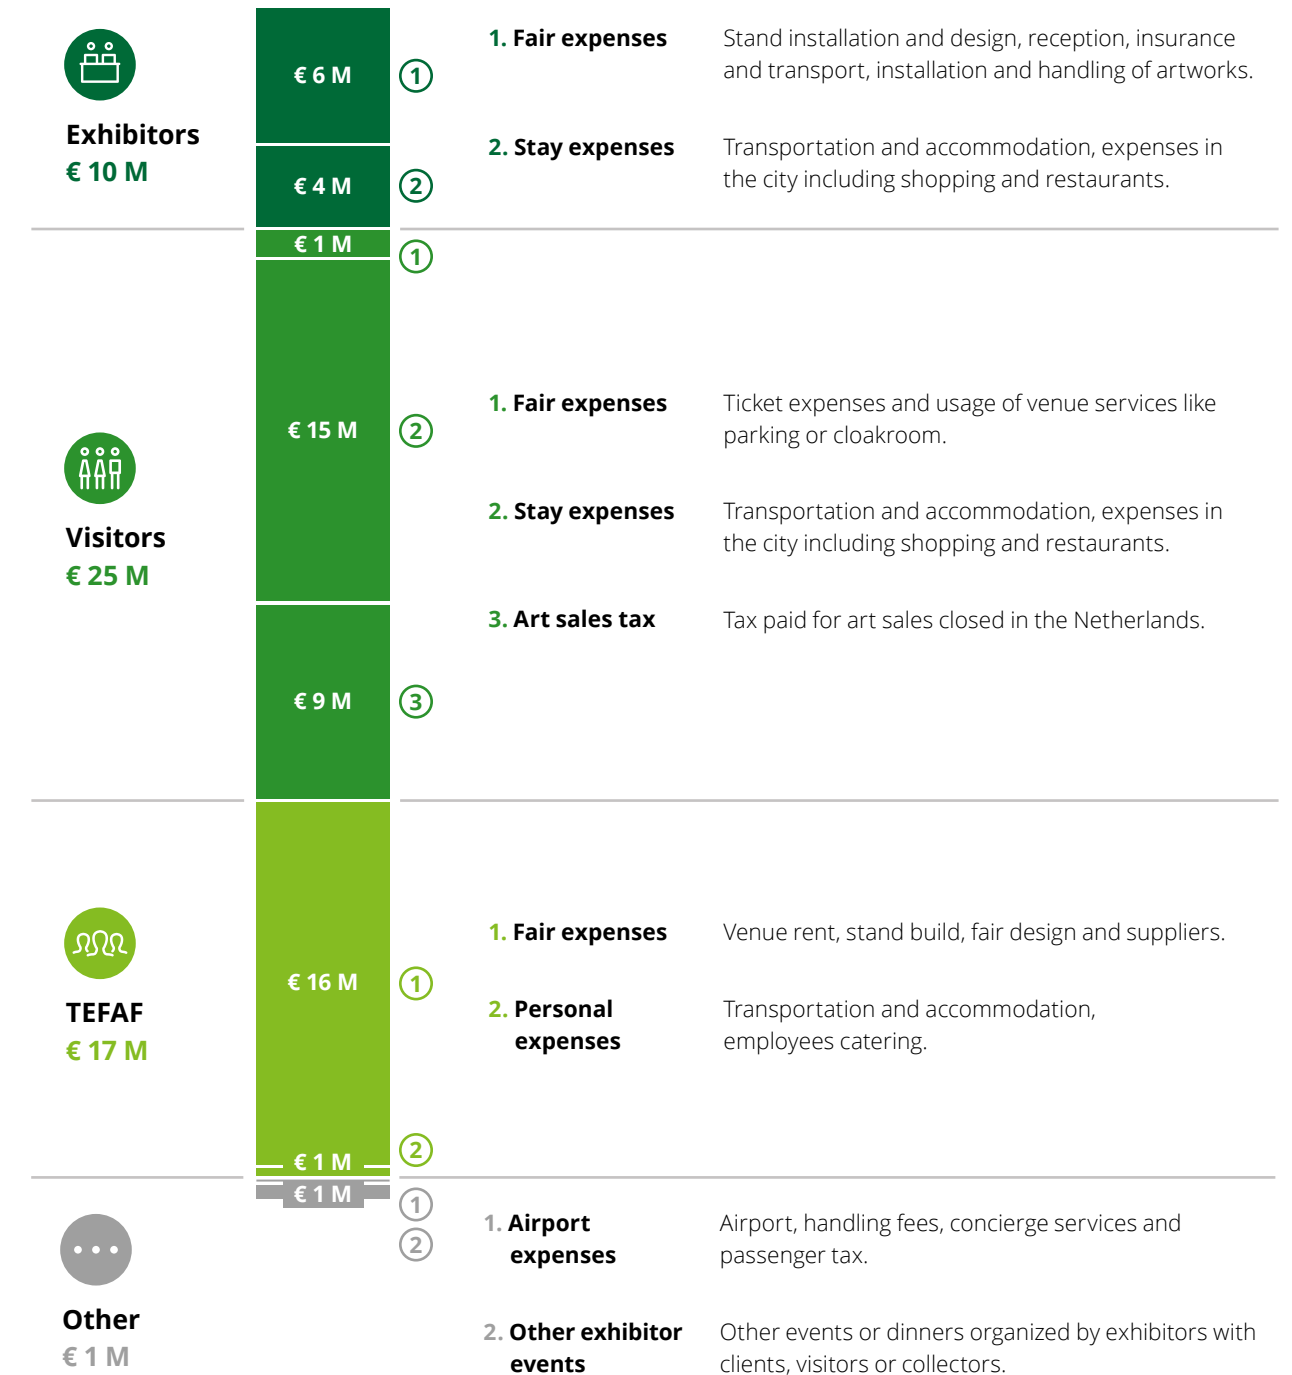 Exhibitors
€ 10 M
€ 6 M
1
1. Fair expenses
Stand installation and design, reception, insurance
and transport, installation and handling of artworks.
€ 4 M
2
2. Stay expenses
Transportation and accommodation, expenses in
the city including shopping and restaurants.
Visitors
€ 25 M
€ 1 M
1
€ 15 M
2
€ 9 M
3
1. Fair expenses
Ticket expenses and usage of venue services like
parking or cloakroom.
2. Stay expenses
Transportation and accommodation, expenses in
the city including shopping and restaurants.
3. Art sales tax
Tax paid for art sales closed in the Netherlands.
TEFAF
€ 17 M
€ 16 M
1
€ 1 M
2
1. Fair expenses
Venue rent, stand build, fair design and suppliers.
2. Personal
expenses
Transportation and accommodation,
employees catering.
Other
€ 1 M
€ 1 M
1
2
1. Airport
expenses
Airport, handling fees, concierge services and
passenger tax.
2. Other exhibitor
events
Other events or dinners organized by exhibitors with
clients, visitors or collectors.